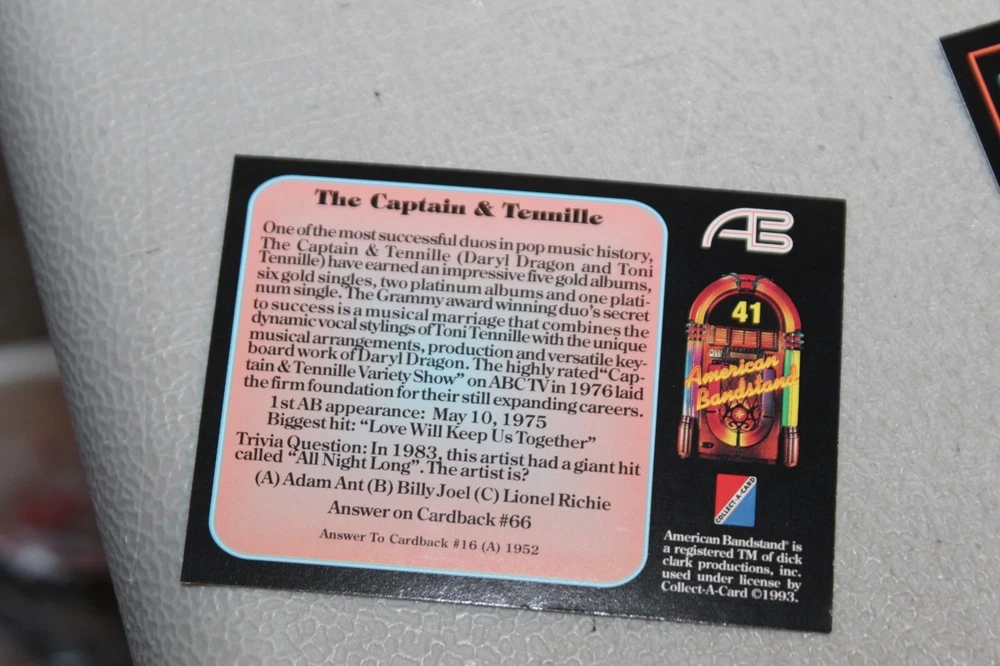 The Captain & Tennille
One of the most successful duos in pop music history,
The Captain & Tennille (Daryl Dragon and Toni
Tennille) have earned an impressive five gold albums,
six gold singles, two platinum albums and one plati-
num single. The Grammy award winning duo's secret
to success is a musical marriage that combines the
dynamic vocal stylings of Toni Tennille with the unique
musical arrangements, production and versatile key-
board work of Daryl Dragon. The highly rated "Cap-
tain & Tennille Variety Show" on ABC TV in 1976 laid
the firm foundation for their still expanding careers.
1st AB appearance: May 10, 1975
Biggest hit: "Love Will Keep Us Together"
Trivia Question: In 1983, this artist had a giant hit
called "All Night Long". The artist is?
(A) Adam Ant (B) Billy Joel (C) Lionel Richie
Answer on Cardback #66
Answer To Cardback #16 (A) 1952
AB
41
American
Bandstand
COLLECT-A-CARD
American Bandstand® is
a registered TM of dick
clark productions, inc.
used under license by
Collect-A-Card ©1993.